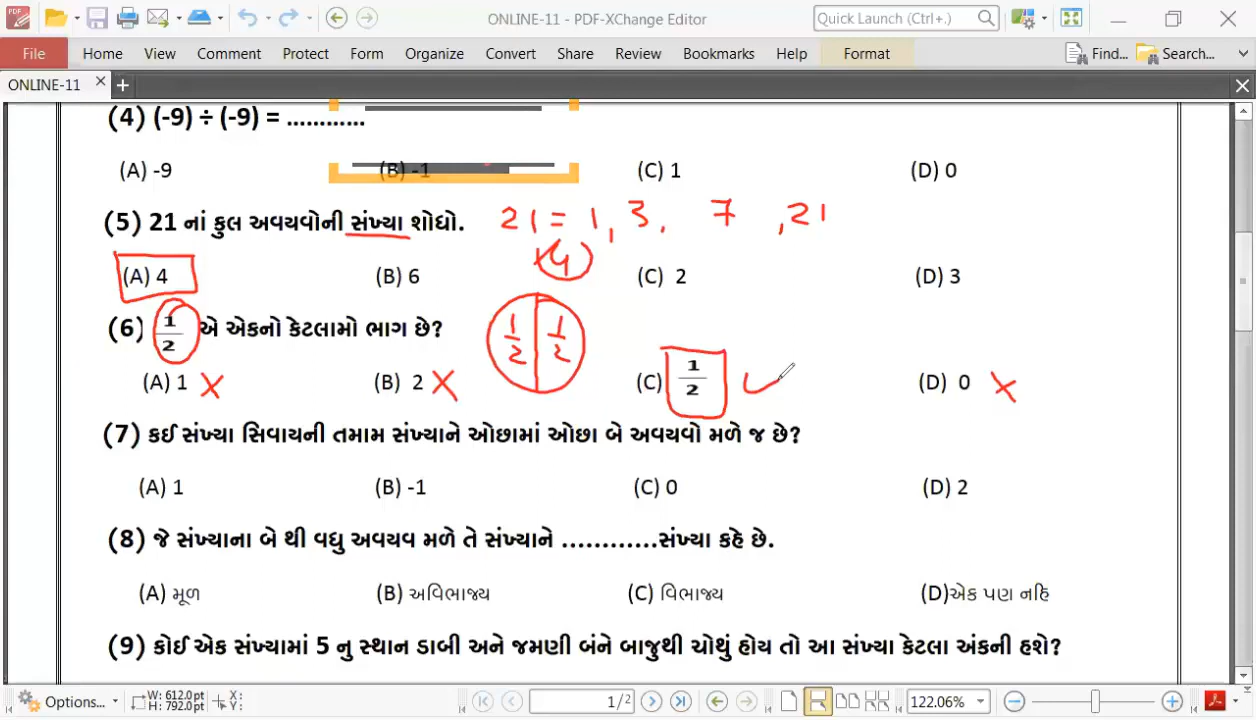 ONLINE-11 - PDF-XChange Editor
Quick Launch (Ctrl+.)
File Home View Comment Protect Form Organize Convert Share Review Bookmarks Help Format Find... Search...
ONLINE-11
(4) (-9) ÷ (-9) = ............
(A) -9 (B) -1 (C) 1 (D) 0
(5) 21 નાં કુલ અવયવોની સંખ્યા શોધો. 21 = 1, 3, 7 , 21
4
(A) 4 (B) 6 (C) 2 (D) 3
(6) 1/2 એ એકનો કેટલામો ભાગ છે? 1/2 1/2
(A) 1 (B) 2 (C) 1/2 (D) 0
(7) કઈ સંખ્યા સિવાયની તમામ સંખ્યાને ઓછામાં ઓછા બે અવયવો મળે જ છે?
(A) 1 (B) -1 (C) 0 (D) 2
(8) જે સંખ્યાના બે થી વધુ અવયવ મળે તે સંખ્યાને ............સંખ્યા કહે છે.
(A) મૂળ (B) અવિભાજ્ય (C) વિભાજ્ય (D)એક પણ નહિ
(9) કોઈ એક સંખ્યામાં 5 નુ સ્થાન ડાબી અને જમણી બંને બાજુથી ચોથું હોય તો આ સંખ્યા કેટલા અંકની હશે?
Options... W: 612.0 pt X:
H: 792.0 pt Y:
1/2
122.06%